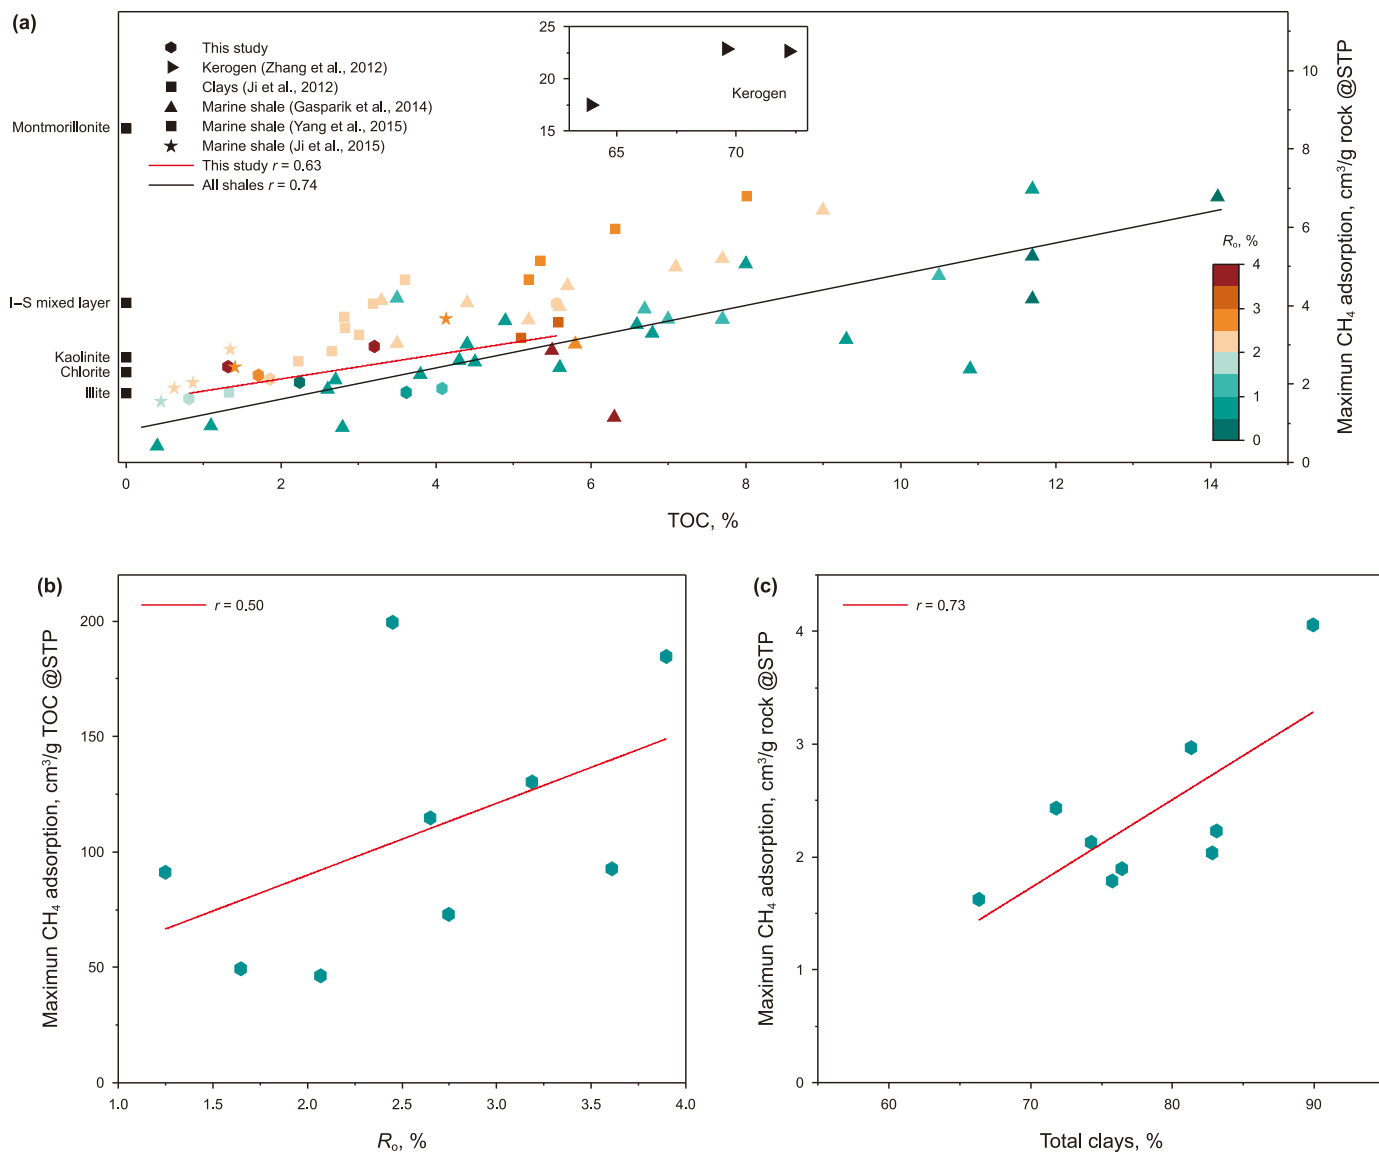 (a)
This study
Kerogen (Zhang et al., 2012)
Clays (Ji et al., 2012)
Marine shale (Gasparik et al., 2014)
Marine shale (Yang et al., 2015)
Marine shale (Ji et al., 2015)
This study r = 0.63
All shales r = 0.74
Montmorillonite
I–S mixed layer
Kaolinite
Chlorite
Illite
25
20
15
65
70
Kerogen
10
8
6
4
2
0
Maximun CH₄ adsorption, cm³/g rock @STP
Rₒ, %
4
3
2
1
0
0
2
4
6
8
10
12
14
TOC, %
(b)
r = 0.50
200
150
100
50
0
Maximun CH₄ adsorption, cm³/g TOC @STP
1.0
1.5
2.0
2.5
3.0
3.5
4.0
Rₒ, %
(c)
r = 0.73
4
3
2
1
0
Maximun CH₄ adsorption, cm³/g rock @STP
60
70
80
90
Total clays, %